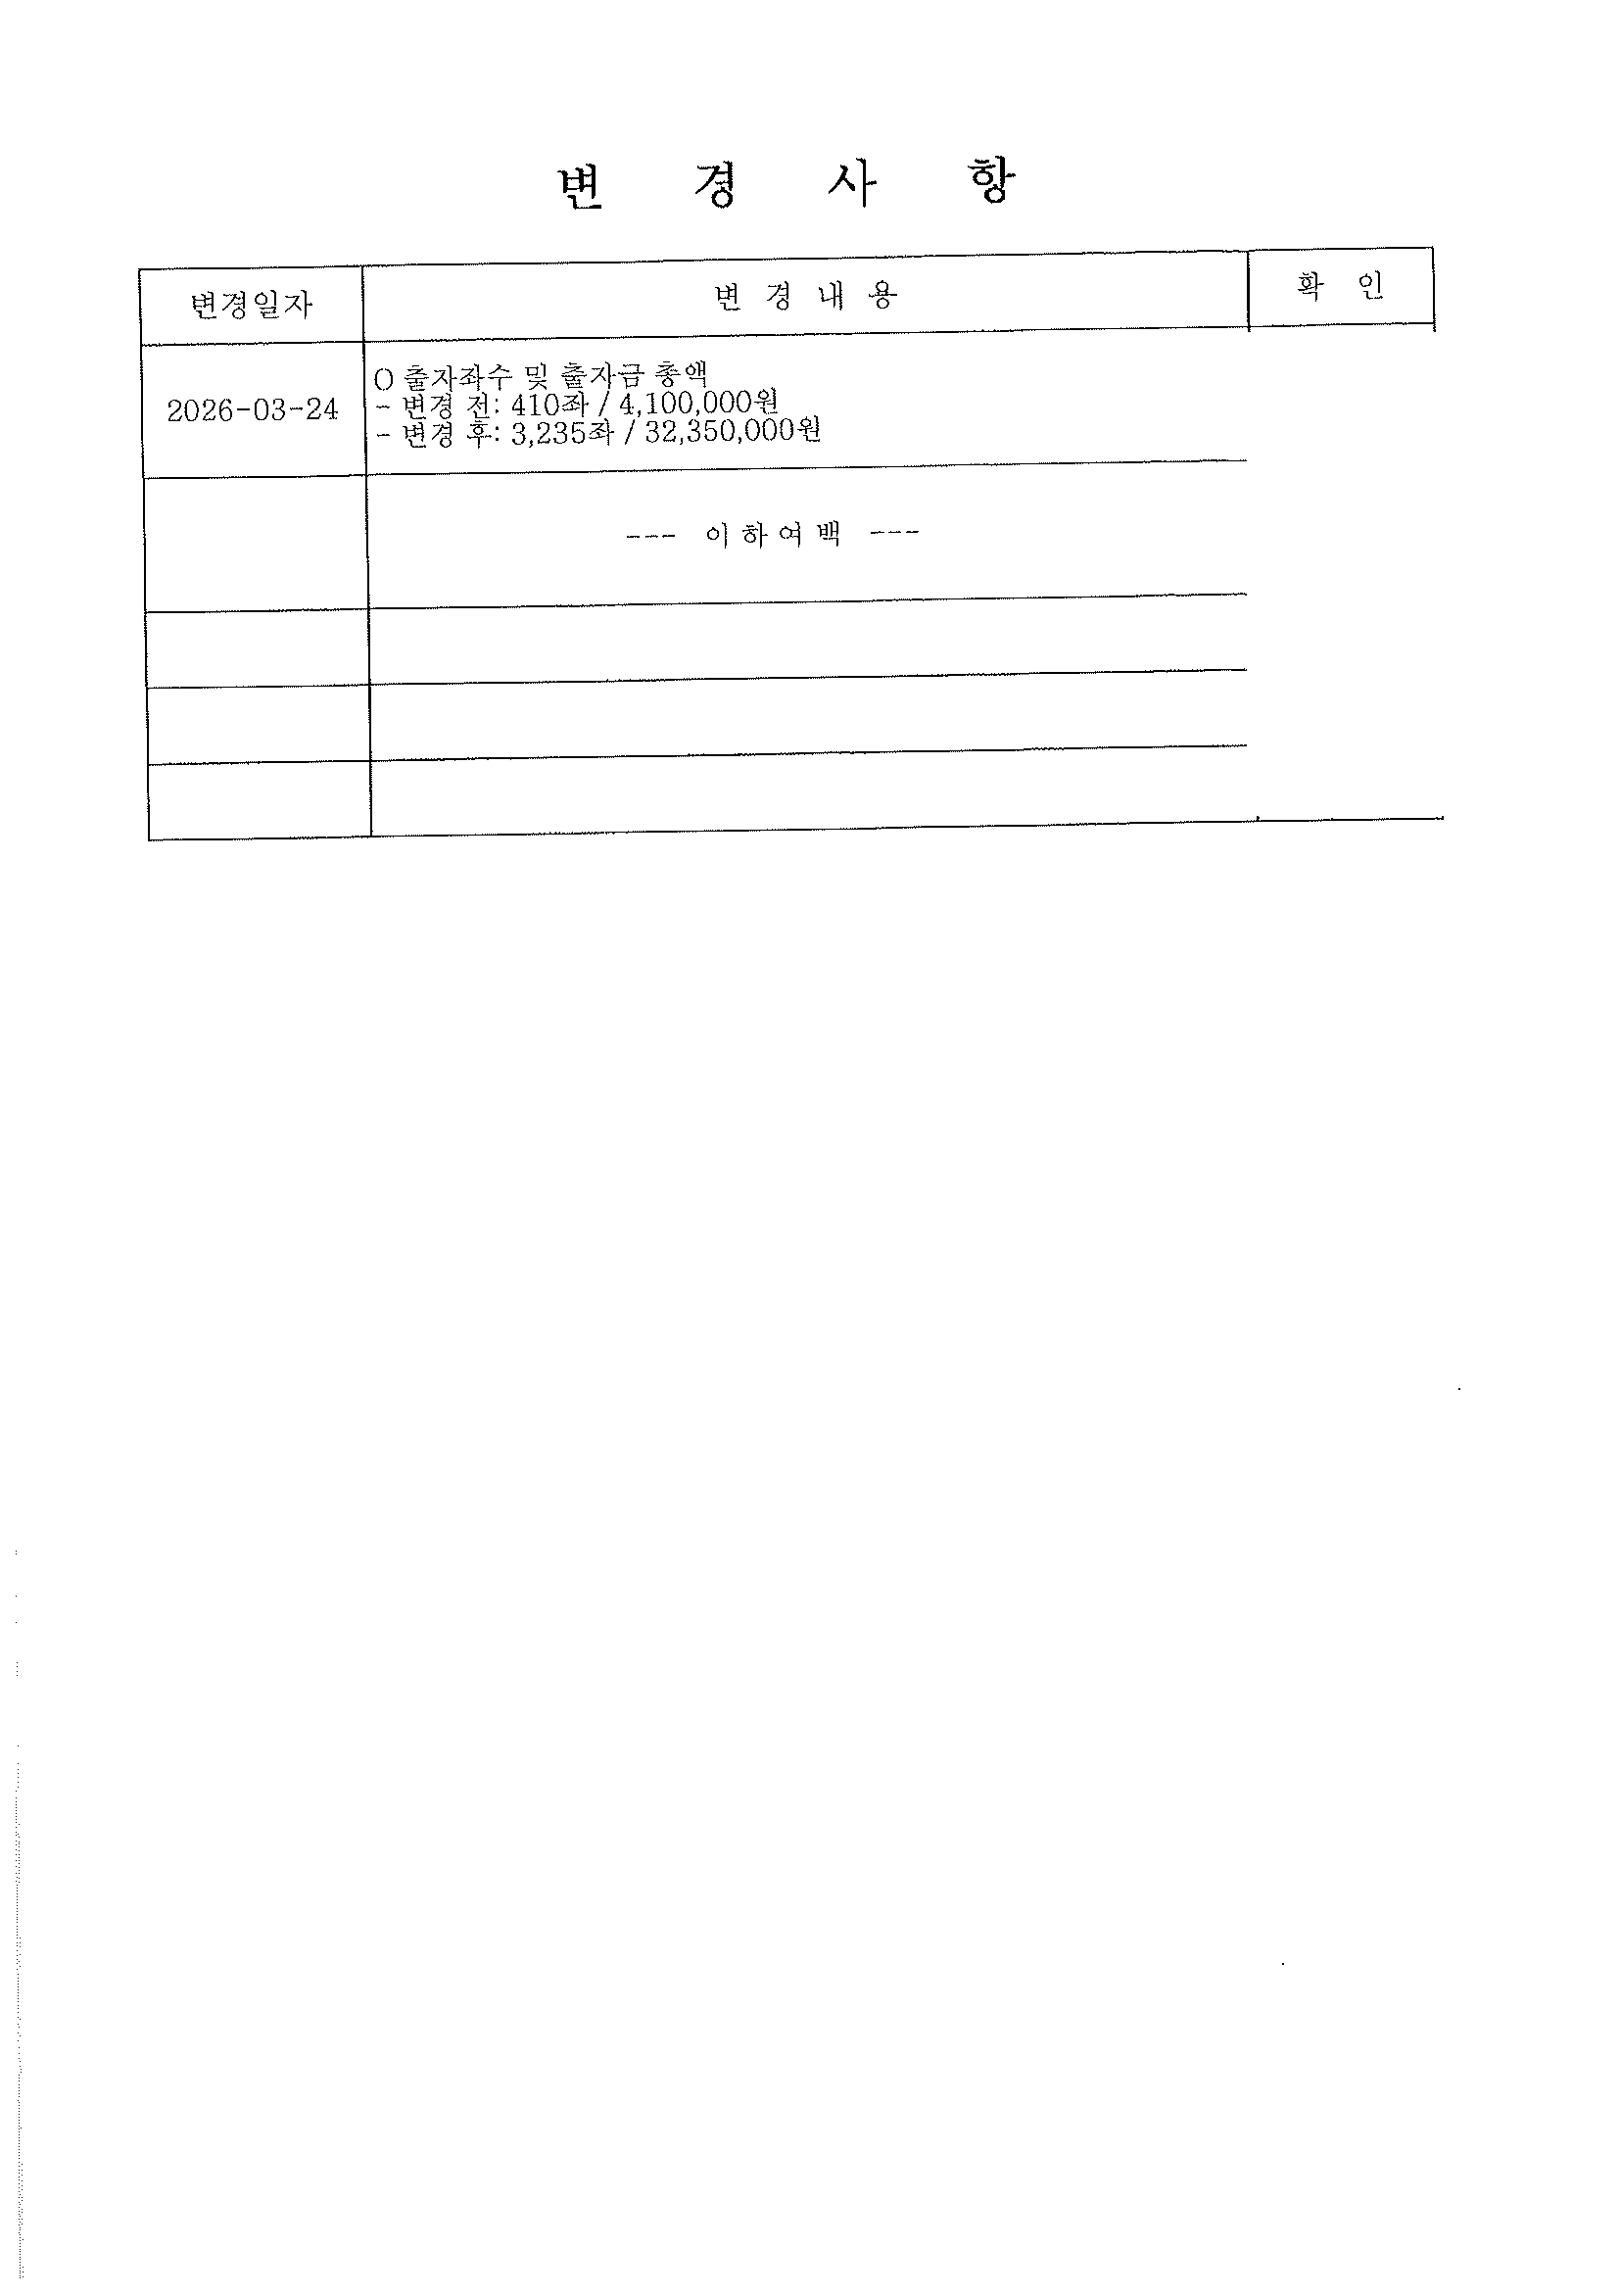 변 경 사 항
변경일자 변 경 내 용 확 인
2026-03-24
O 출자좌수 및 출자금 총액
- 변경 전: 410좌 / 4,100,000원
- 변경 후: 3,235좌 / 32,350,000원
--- 이 하 여 백 ---